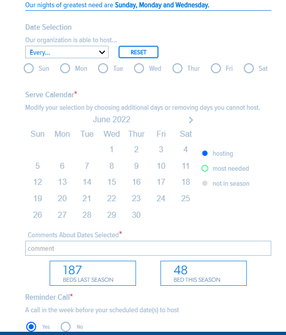 Our nights of greatest need are Sunday, Monday and Wednesday.
Date Selection
Our organization is able to host...
Every...
RESET
Sun Mon Tue Wed Thur Fri Sat
Serve Calendar*
Modify your selection by choosing additional days or removing days you cannot host.
June 2022
Sun Mon Tue Wed Thur Fri Sat
1 2 3 4
5 6 7 8 9 10 11
12 13 14 15 16 17 18
19 20 21 22 23 24 25
26 27 28 29 30
hosting
most needed
not in season
Comments About Dates Selected*
comment
187
BEDS LAST SEASON
48
BED THIS SEASON
Reminder Call*
A call in the week before your scheduled date(s) to host
Yes No